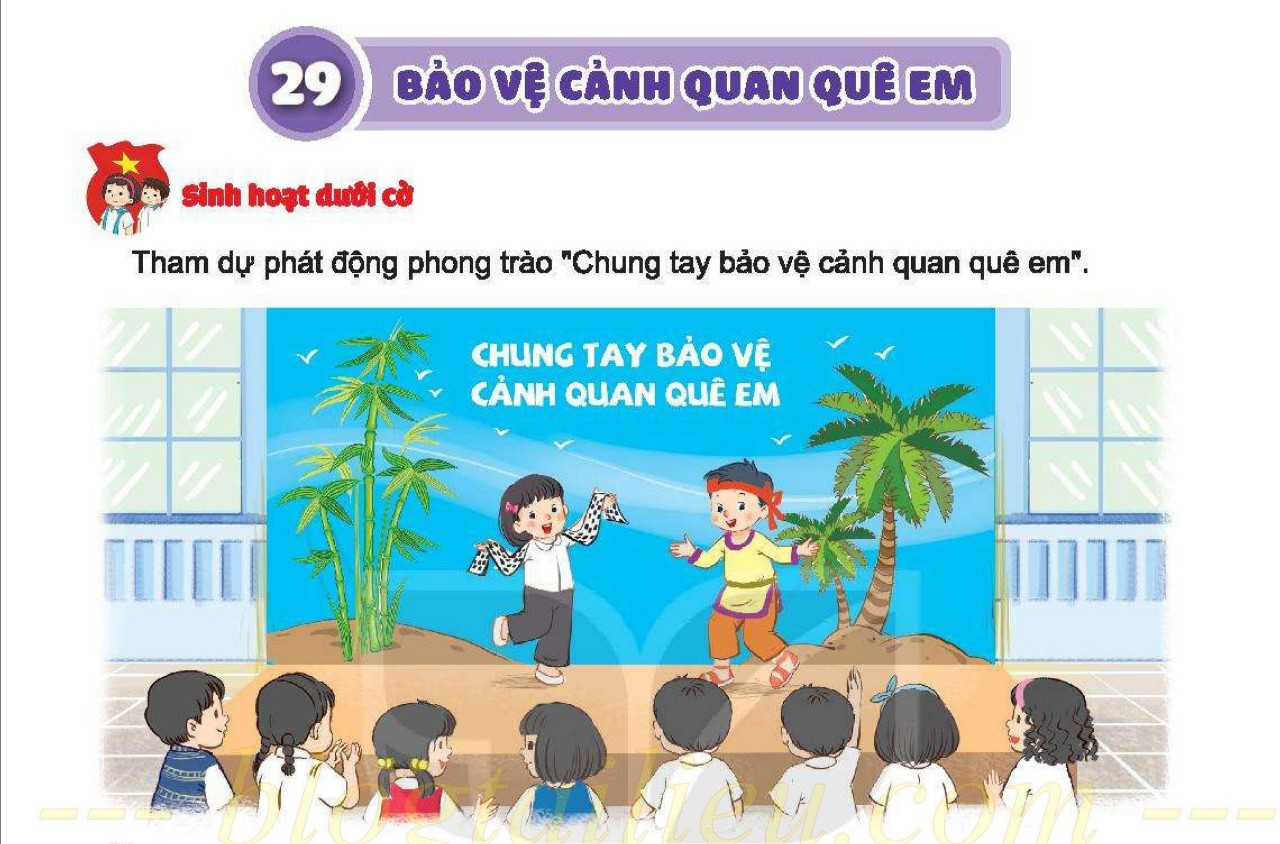 29 BẢO VỆ CẢNH QUAN QUÊ EM
Sinh hoạt dưới cờ
Tham dự phát động phong trào "Chung tay bảo vệ cảnh quan quê em".
CHUNG TAY BẢO VỆ
CẢNH QUAN QUÊ EM
--- blogtailieu.com ---